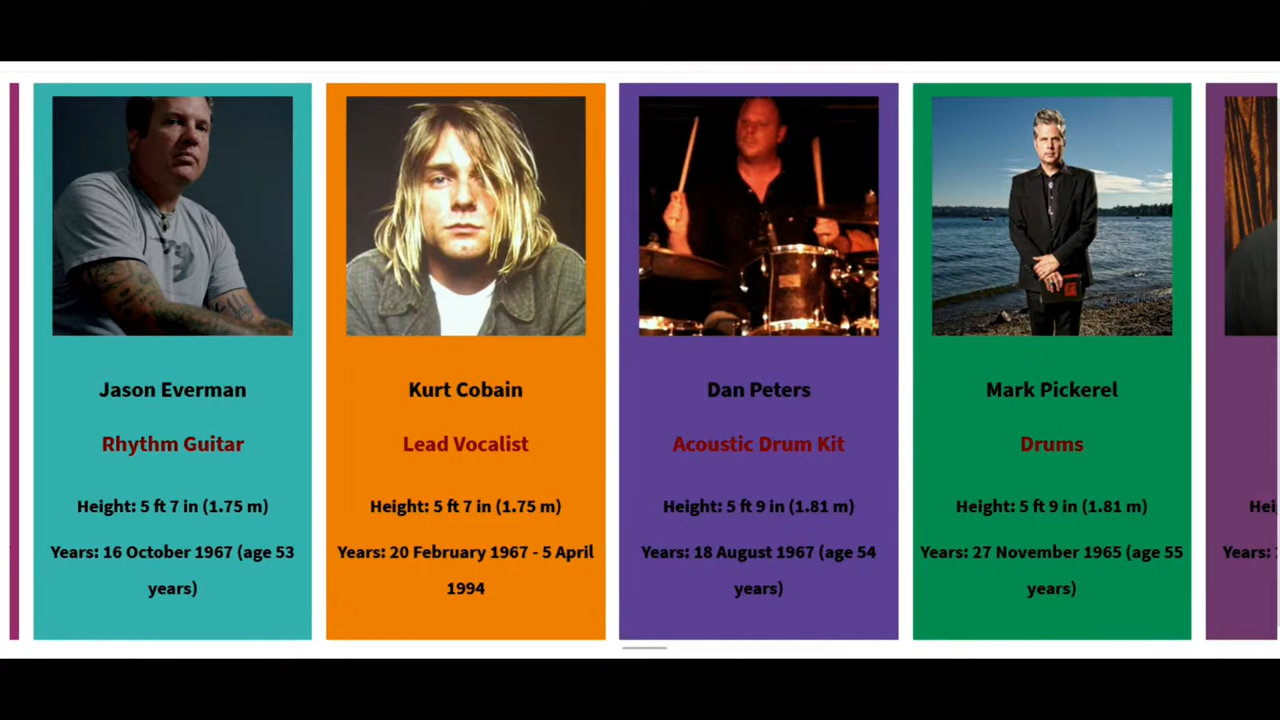 Jason Everman
Rhythm Guitar
Height: 5 ft 7 in (1.75 m)
Years: 16 October 1967 (age 53
years)
Kurt Cobain
Lead Vocalist
Height: 5 ft 7 in (1.75 m)
Years: 20 February 1967 - 5 April
1994
Dan Peters
Acoustic Drum Kit
Height: 5 ft 9 in (1.81 m)
Years: 18 August 1967 (age 54
years)
Mark Pickerel
Drums
Height: 5 ft 9 in (1.81 m)
Years: 27 November 1965 (age 55
years)
Years: